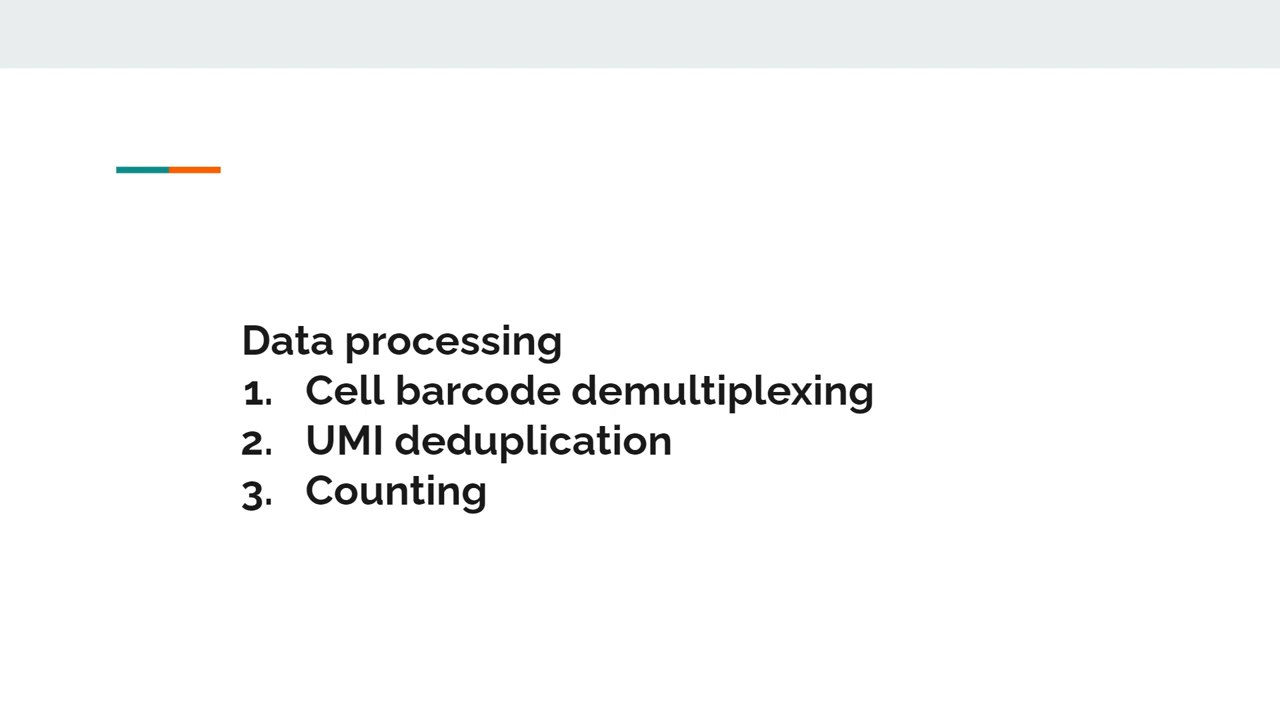 Data processing
1. Cell barcode demultiplexing
2. UMI deduplication
3. Counting